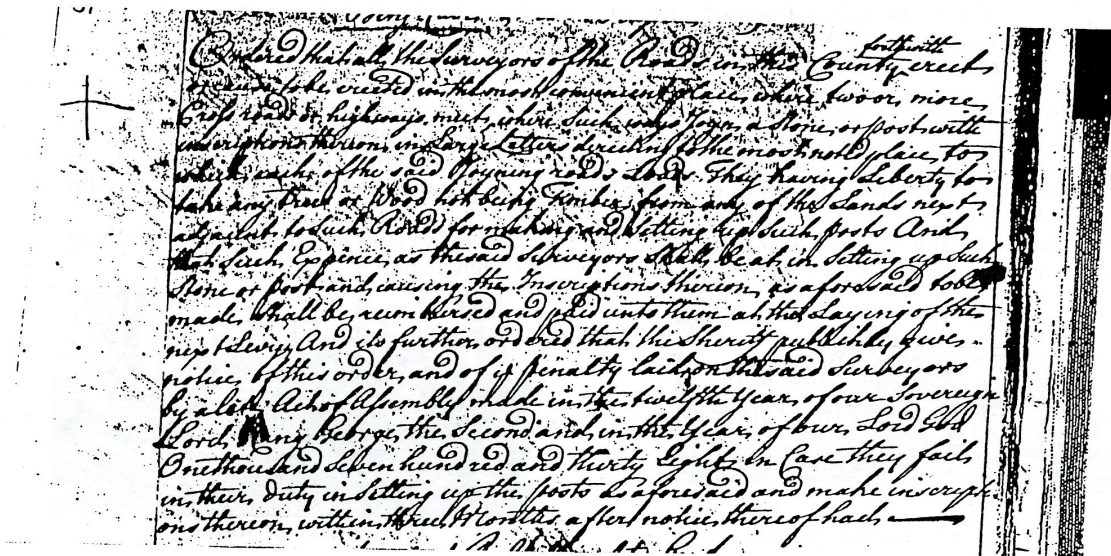 forthwith
Ordered that all the Surveyors of the Roads in this County erect
or cause to be erected in the most convenient place where two or more
Cross roads or highways meet, where Such ways Joyn, a Stone, or post with
inscriptions thereon, in Large Letters directing to the most noted place to
which each of the said Joyning roads Leads. They having Liberty to
take any Trees or Wood not being Timber, from any of the Lands next
adjacent to Such Roads for making and Setting up Such posts And
that Such Expence as the said Surveyors Shall be at in Setting up Such
Stone or post and causing the Inscriptions thereon, as aforesaid to be
made, Shall be reimbursed and paid unto them at the Laying of the
next Levy, And its further ordered that the Sheriff publickly give
notice of this order, and of ye penalty laid on the said Surveyors
by a late Act of Assembly made in the twelfth Year, of our Sovereign
Lord King George the Second and in the Year of our Lord God
One thousand Seven hundred and thirty Eight in Case they fail
in their duty in Setting up the posts as aforesaid and make inscripti-
ons thereon within three Months after notice thereof had